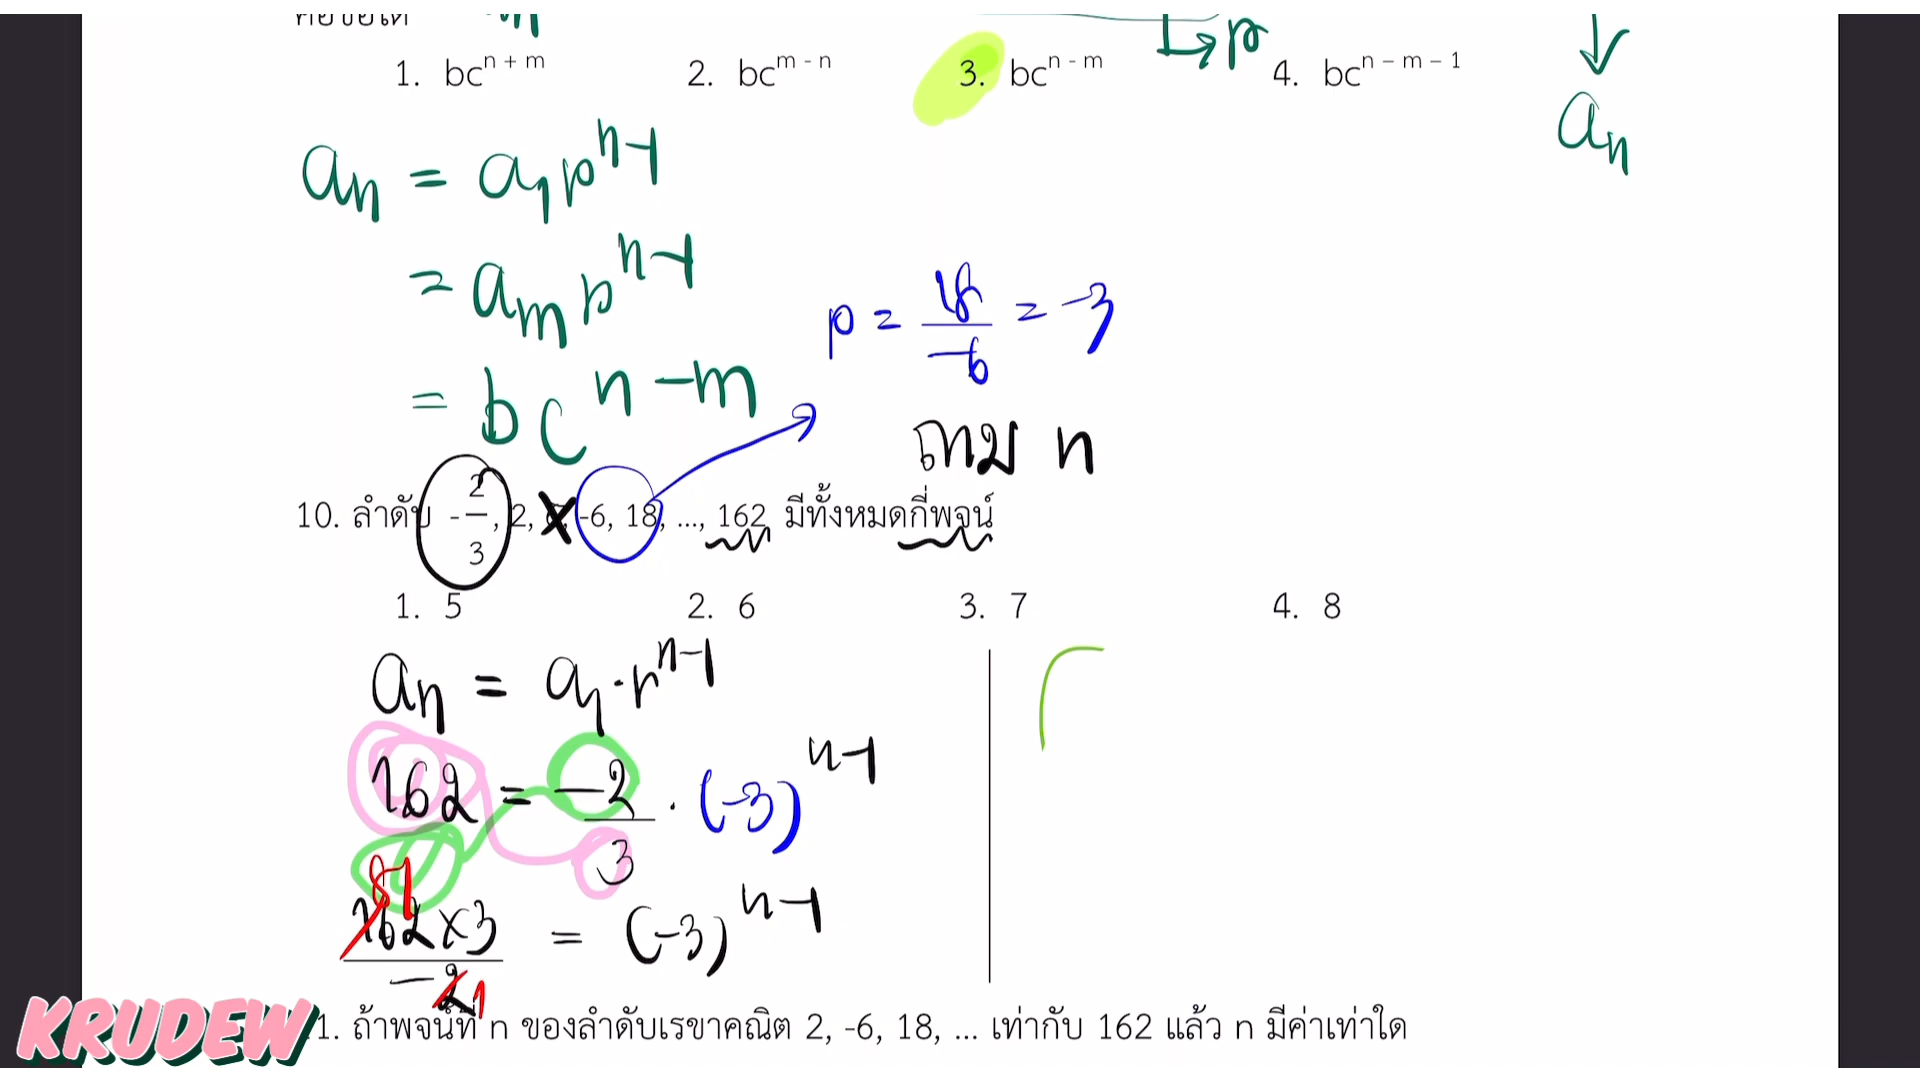 1. bcⁿ ⁺ ᵐ 2. bcᵐ ⁻ ⁿ 3. bcⁿ ⁻ ᵐ 4. bcⁿ ⁻ ᵐ ⁻ ¹
→ r
aₙ
aₙ = a₁rⁿ⁻¹
= aₘrⁿ⁻¹
= bcⁿ⁻ᵐ
r = 18/-6 = -3
ถาม n
10. ลำดับ -2/3, 2, -6, 18, ..., 162 มีทั้งหมดกี่พจน์
1. 5 2. 6 3. 7 4. 8
aₙ = a₁·rⁿ⁻¹
162 = -2/3 · (-3)ⁿ⁻¹
81
162×3/-2 = (-3)ⁿ⁻¹
1
1. ถ้าพจน์ที่ n ของลำดับเรขาคณิต 2, -6, 18, ... เท่ากับ 162 แล้ว n มีค่าเท่าใด
KRUDEW